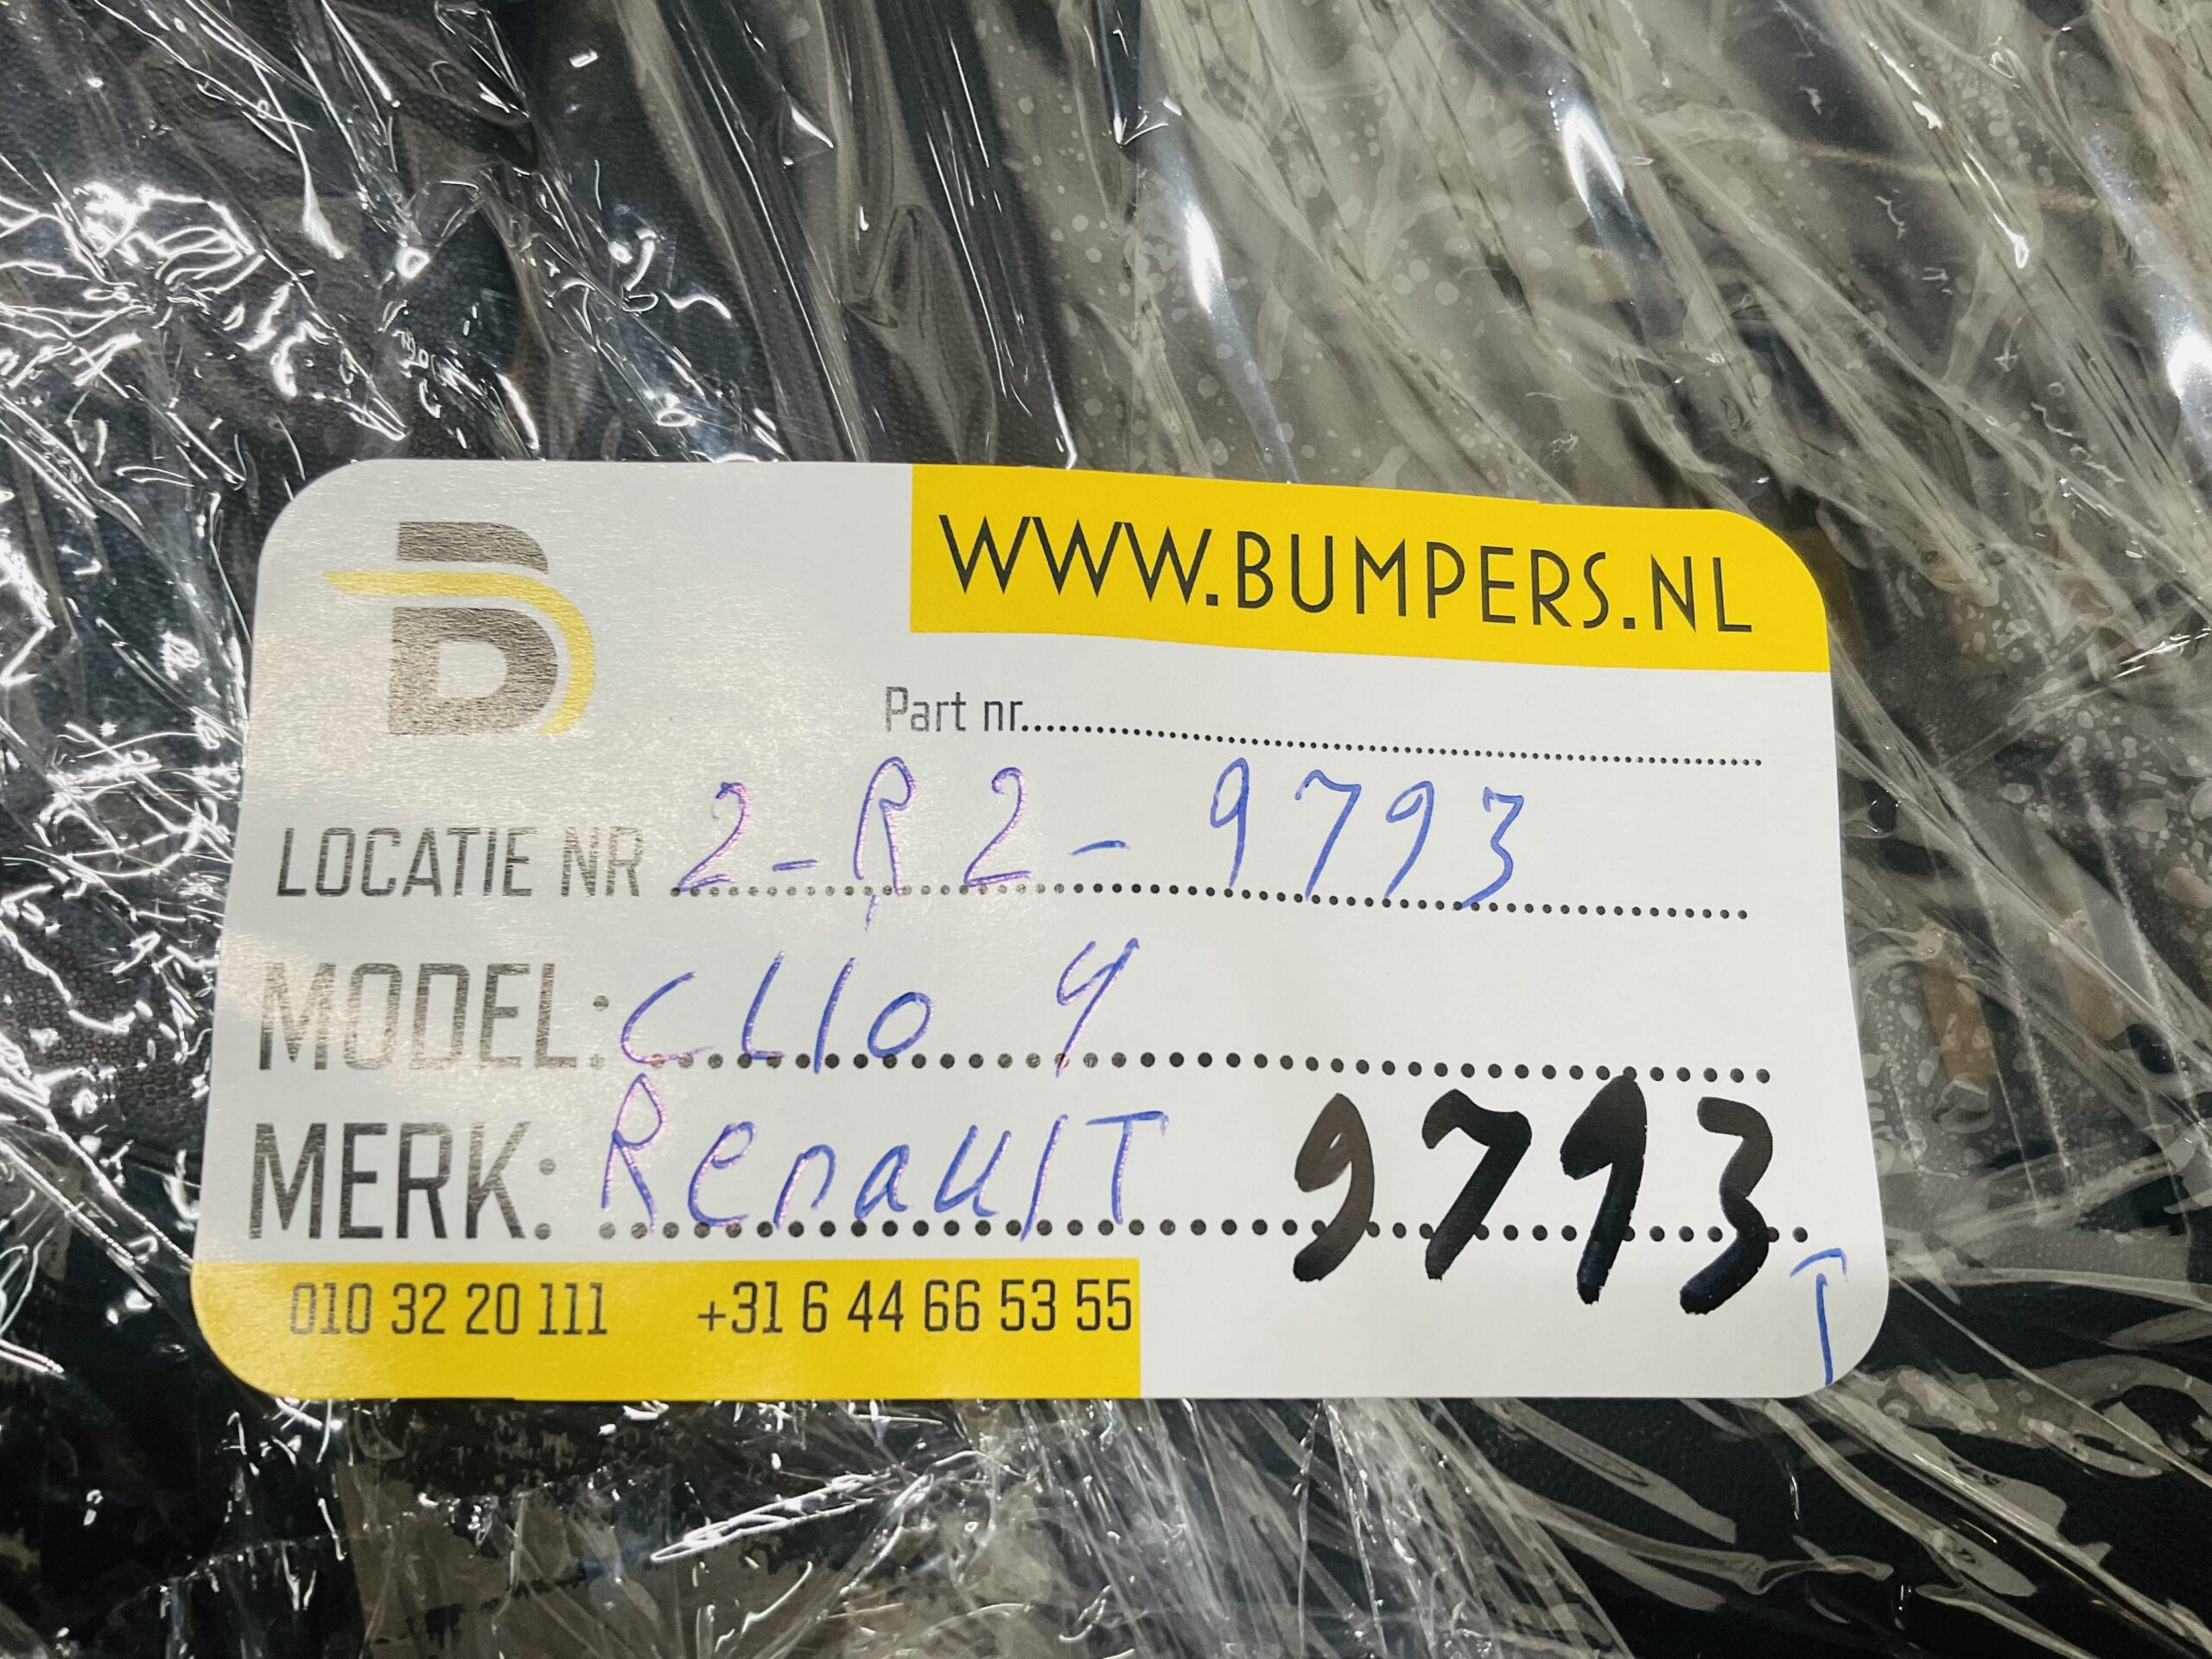 B
WWW.BUMPERS.NL
Part nr.
LOCATIE NR 2-R2-9793
MODEL: CLIO 4
MERK: Renault 9793
T
010 32 20 111 +31 6 44 66 53 55